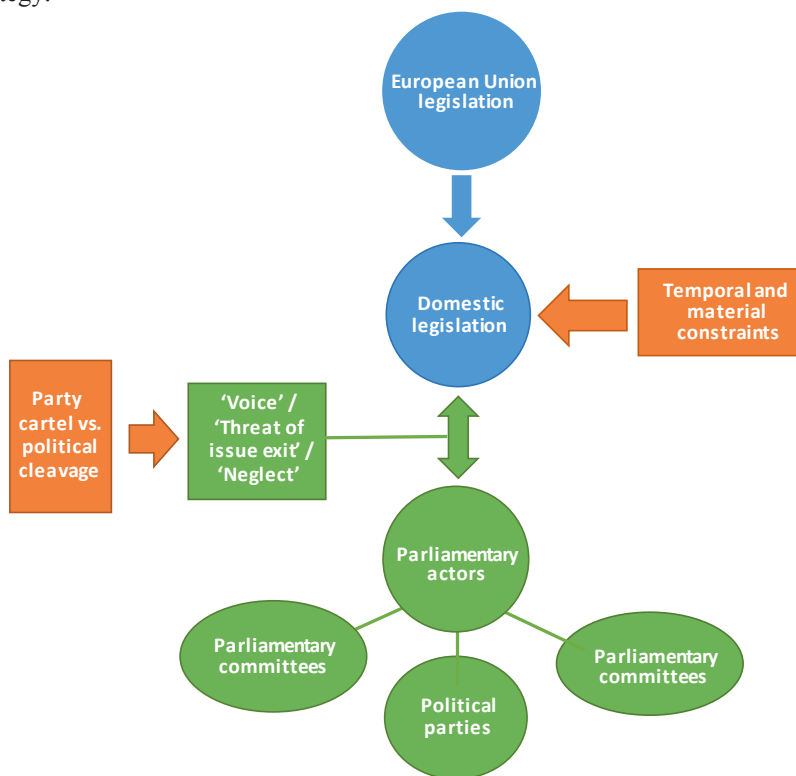 European Union
legislation
Domestic
legislation
Temporal and
material
constraints
Party
cartel vs.
political
cleavage
‘Voice’ /
‘Threat of
issue exit’ /
‘Neglect’
Parliamentary
actors
Parliamentary
committees
Political
parties
Parliamentary
committees